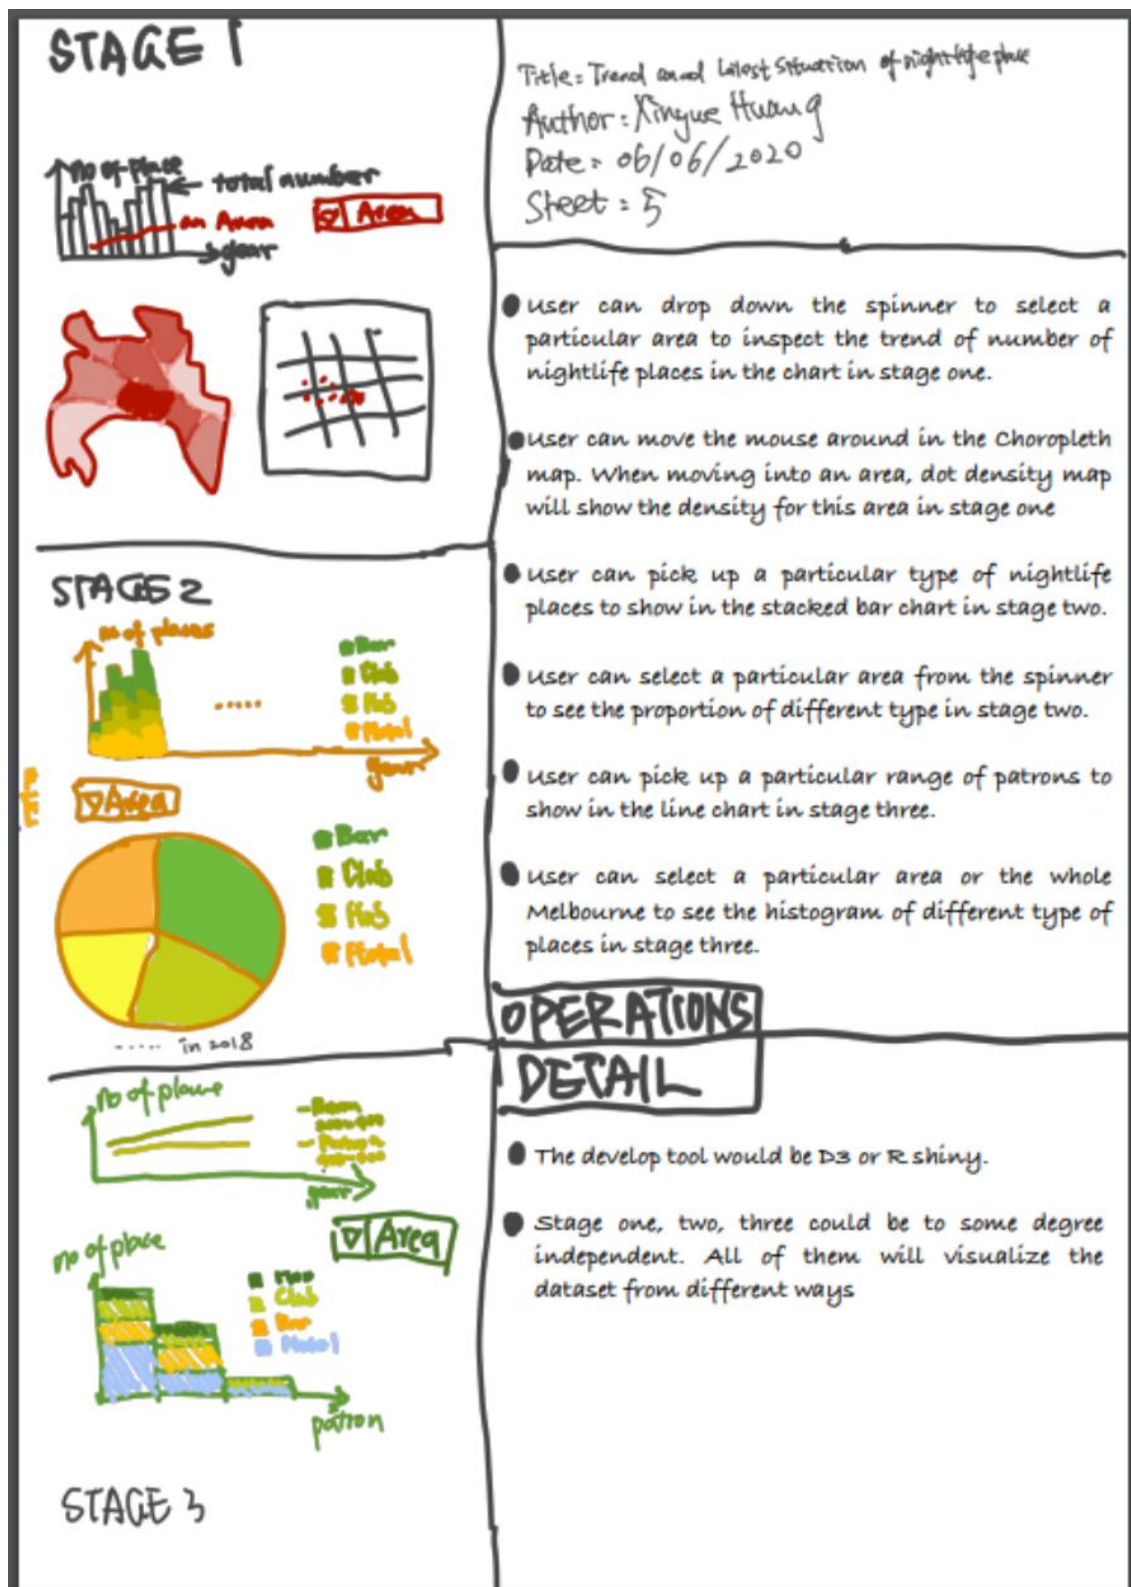 STAGE 1
no of place
total number
an Area
Area
year
Title: Trend and latest Situation of nightlife place
Author: Xingyue Huang
Date: 06/06/2020
Sheet: 5
User can drop down the spinner to select a
particular area to inspect the trend of number of
nightlife places in the chart in stage one.
User can move the mouse around in the Choropleth
map. When moving into an area, dot density map
will show the density for this area in stage one
User can pick up a particular type of nightlife
places to show in the stacked bar chart in stage two.
User can select a particular area from the spinner
to see the proportion of different type in stage two.
User can pick up a particular range of patrons to
show in the line chart in stage three.
User can select a particular area or the whole
Melbourne to see the histogram of different type of
places in stage three.
OPERATIONS
DETAIL
The develop tool would be D3 or R shiny.
Stage one, two, three could be to some degree
independent. All of them will visualize the
dataset from different ways
STAGE 2
no of places
Bar
Club
Hotel
year
Area
Bar
Club
Hotel
..... in 2018
no of place
year
Area
no of place
Club
Bar
Hotel
patron
STAGE 3